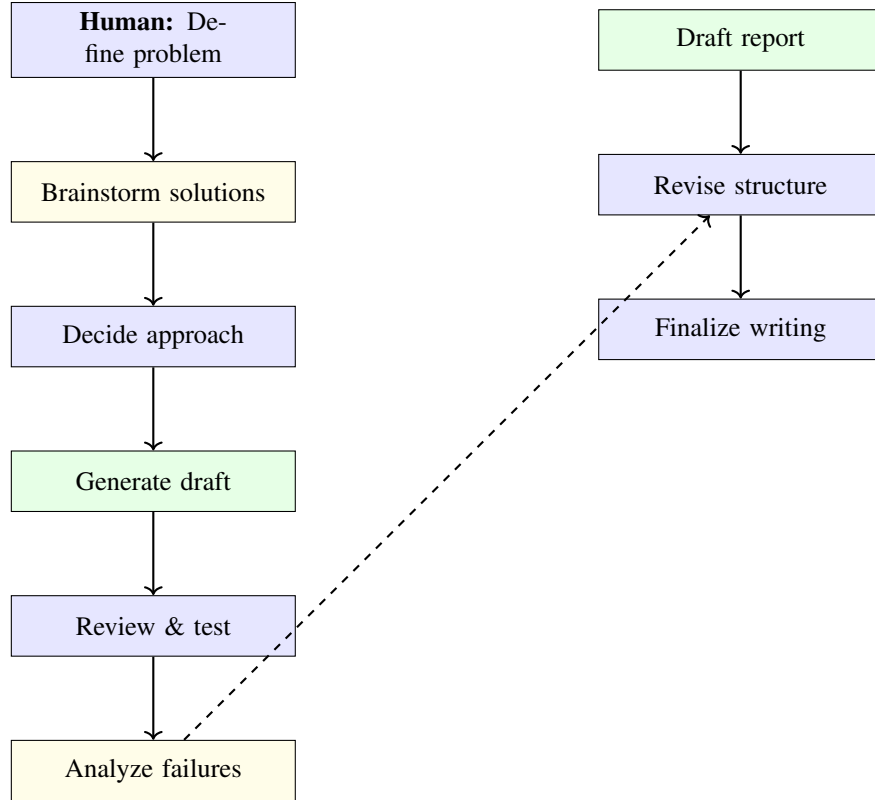 Human: De-
fine problem
Brainstorm solutions
Decide approach
Generate draft
Review & test
Analyze failures
Draft report
Revise structure
Finalize writing